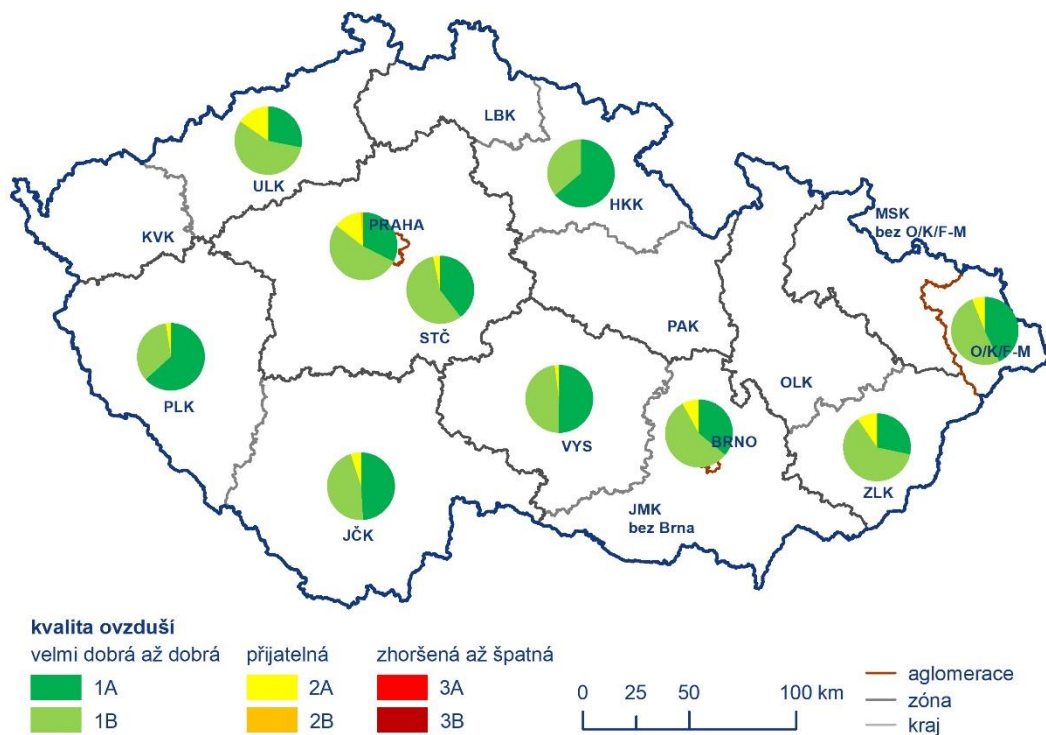 LBK
ULK
HKK
PRAHA
MSK
bez O/K/F-M
KVK
STČ
PAK
O/K/F-M
OLK
PLK
VYS
BRNO
ZLK
JČK
JMK
bez Brna
kvalita ovzduší
velmi dobrá až dobrá
přijatelná
zhoršená až špatná
1A
2A
3A
1B
2B
3B
0
25
50
100 km
aglomerace
zóna
kraj